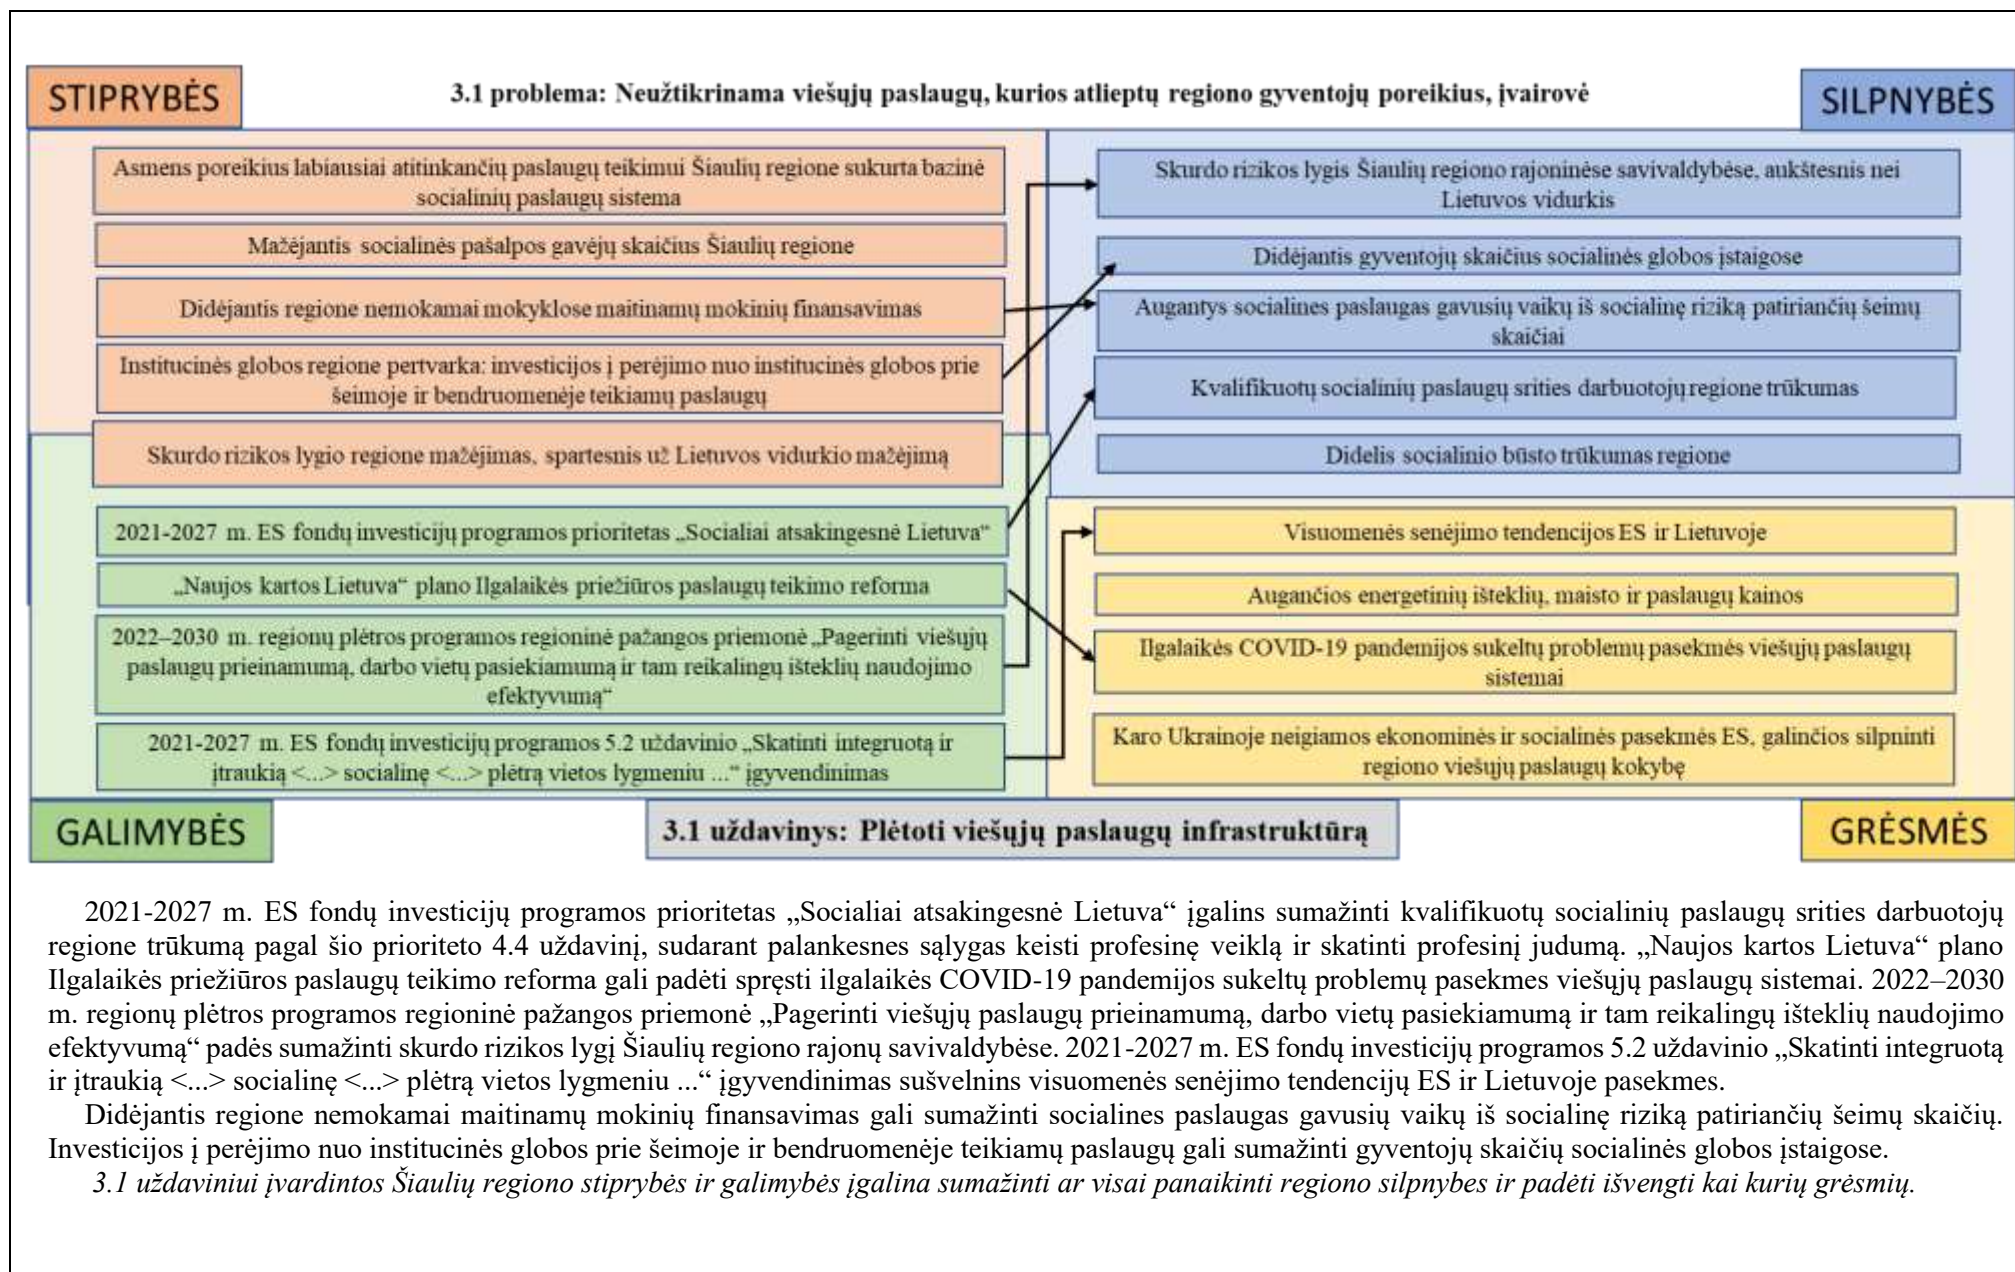 STIPRYBĖS
3.1 problema: Neužtikrinama viešųjų paslaugų, kurios atlieptų regiono gyventojų poreikius, įvairovė
SILPNYBĖS
Asmens poreikius labiausiai atitinkančių paslaugų teikimui Šiaulių regione sukurta bazinė
socialinių paslaugų sistema
Mažėjantis socialinės pašalpos gavėjų skaičius Šiaulių regione
Didėjantis regione nemokamai mokyklose maitinamų mokinių finansavimas
Institucinės globos regione pertvarka: investicijos į perėjimo nuo institucinės globos prie
šeimoje ir bendruomenėje teikiamų paslaugų
Skurdo rizikos lygio regione mažėjimas, spartesnis už Lietuvos vidurkio mažėjimą
Skurdo rizikos lygis Šiaulių regiono rajoninėse savivaldybėse, aukštesnis nei
Lietuvos vidurkis
Didėjantis gyventojų skaičius socialinės globos įstaigose
Augantys socialines paslaugas gavusių vaikų iš socialinę riziką patiriančių šeimų
skaičiai
Kvalifikuotų socialinių paslaugų srities darbuotojų regione trūkumas
Didelis socialinio būsto trūkumas regione
2021-2027 m. ES fondų investicijų programos prioritetas „Socialiai atsakingesnė Lietuva“
„Naujos kartos Lietuva“ plano Ilgalaikės priežiūros paslaugų teikimo reforma
2022–2030 m. regionų plėtros programos regioninė pažangos priemonė „Pagerinti viešųjų
paslaugų prieinamumą, darbo vietų pasiekiamumą ir tam reikalingų išteklių naudojimo
efektyvumą“
2021-2027 m. ES fondų investicijų programos 5.2 uždavinio „Skatinti integruotą ir
įtraukią <...> socialinę <...> plėtrą vietos lygmeniu ...“ įgyvendinimas
Visuomenės senėjimo tendencijos ES ir Lietuvoje
Augančios energetinių išteklių, maisto ir paslaugų kainos
Ilgalaikės COVID-19 pandemijos sukeltų problemų pasekmės viešųjų paslaugų
sistemai
Karo Ukrainoje neigiamos ekonominės ir socialinės pasekmės ES, galinčios silpninti
regiono viešųjų paslaugų kokybę
GALIMYBĖS
3.1 uždavinys: Plėtoti viešųjų paslaugų infrastruktūrą
GRĖSMĖS
2021-2027 m. ES fondų investicijų programos prioritetas „Socialiai atsakingesnė Lietuva“ įgalins sumažinti kvalifikuotų socialinių paslaugų srities darbuotojų
regione trūkumą pagal šio prioriteto 4.4 uždavinį, sudarant palankesnes sąlygas keisti profesinę veiklą ir skatinti profesinį judumą. „Naujos kartos Lietuva“ plano
Ilgalaikės priežiūros paslaugų teikimo reforma gali padėti spręsti ilgalaikės COVID-19 pandemijos sukeltų problemų pasekmes viešųjų paslaugų sistemai. 2022–2030
m. regionų plėtros programos regioninė pažangos priemonė „Pagerinti viešųjų paslaugų prieinamumą, darbo vietų pasiekiamumą ir tam reikalingų išteklių naudojimo
efektyvumą“ padės sumažinti skurdo rizikos lygį Šiaulių regiono rajonų savivaldybėse. 2021-2027 m. ES fondų investicijų programos 5.2 uždavinio „Skatinti integruotą
ir įtraukią <...> socialinę <...> plėtrą vietos lygmeniu ...“ įgyvendinimas sušvelnins visuomenės senėjimo tendencijų ES ir Lietuvoje pasekmes.
Didėjantis regione nemokamai maitinamų mokinių finansavimas gali sumažinti socialines paslaugas gavusių vaikų iš socialinę riziką patiriančių šeimų skaičių.
Investicijos į perėjimo nuo institucinės globos prie šeimoje ir bendruomenėje teikiamų paslaugų gali sumažinti gyventojų skaičių socialinės globos įstaigose.
3.1 uždaviniui įvardintos Šiaulių regiono stiprybės ir galimybės įgalina sumažinti ar visai panaikinti regiono silpnybes ir padėti išvengti kai kurių grėsmių.